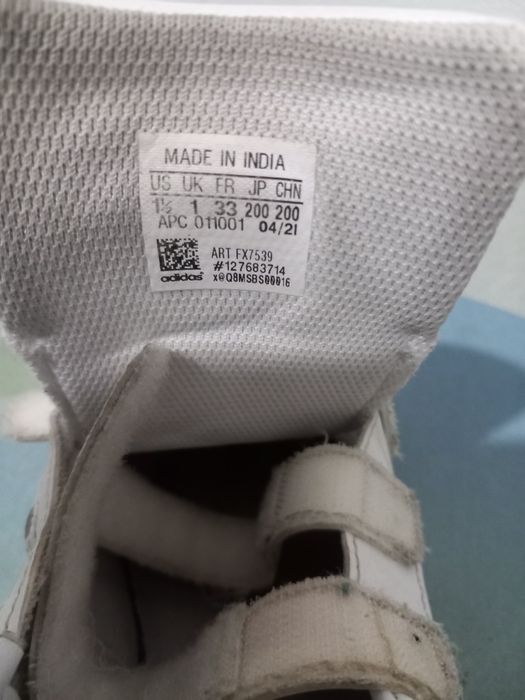 MADE IN INDIA
US UK FR JP CHN
1½ 1 33 200 200
APC 011001 04/21
ART FX7539
#127683714
adidas x@Q8MSBS00016